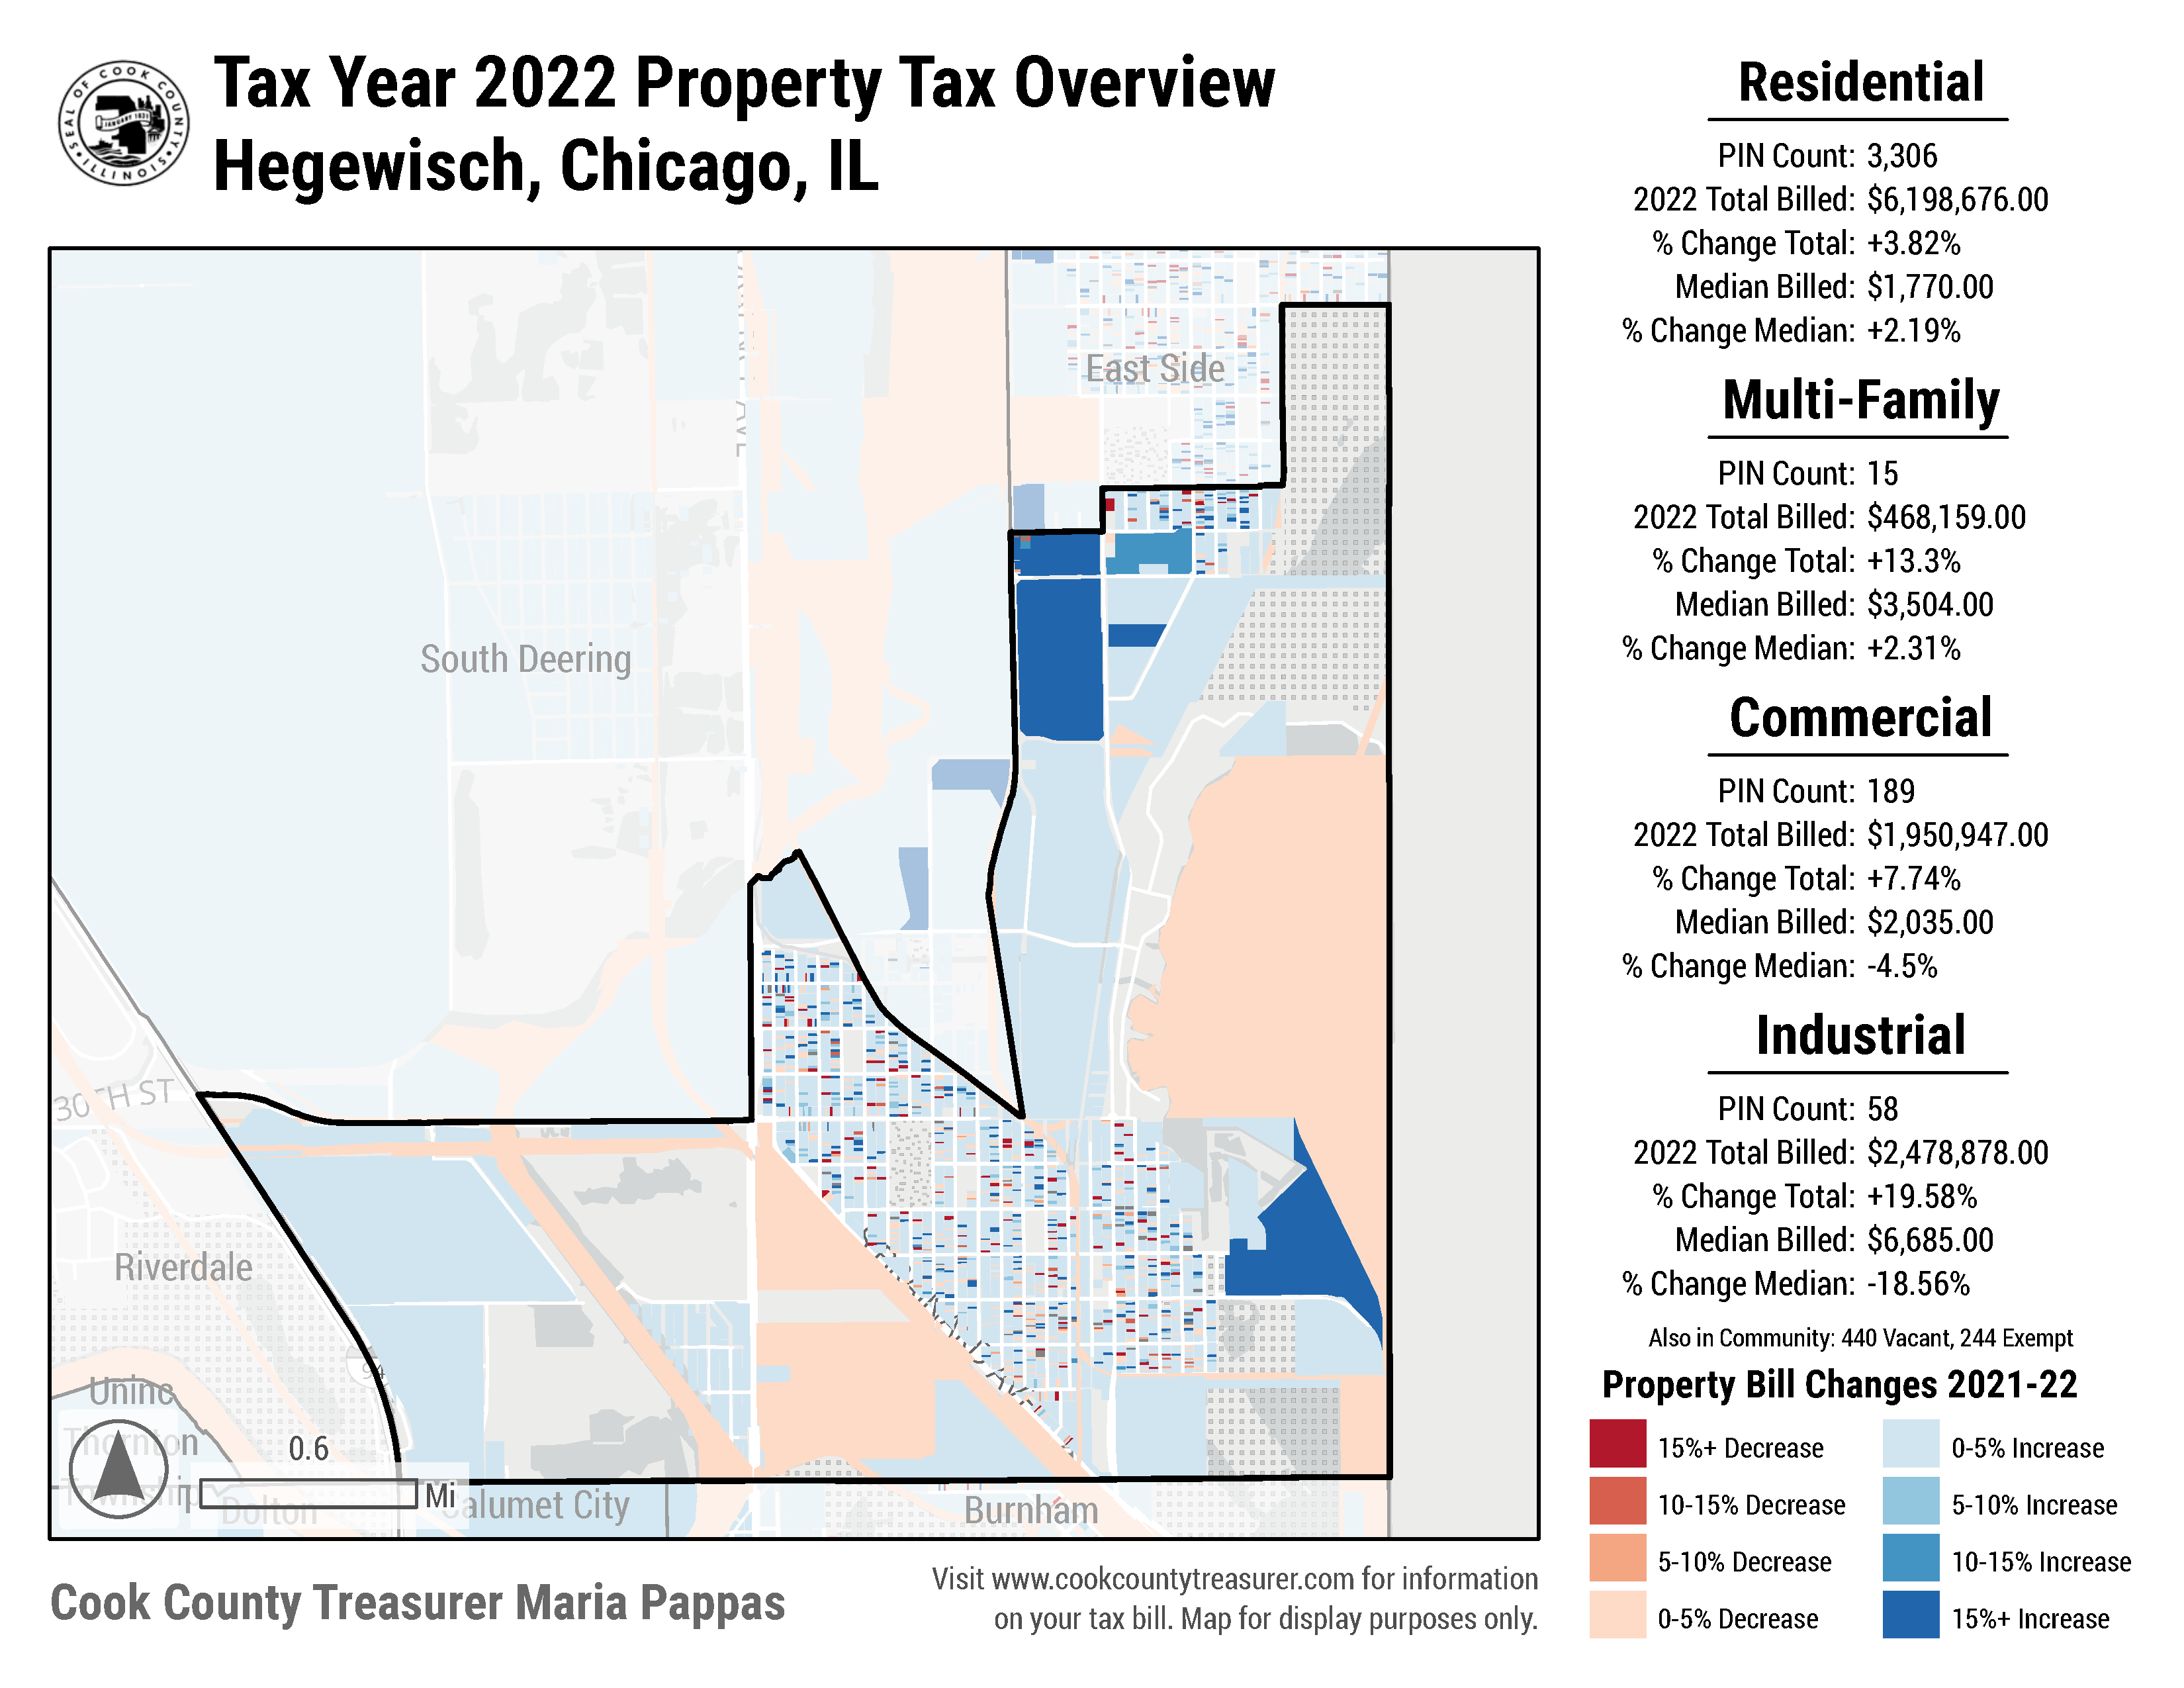 Tax Year 2022 Property Tax Overview
Hegewisch, Chicago, IL
SEAL OF COOK COUNTY
ILLINOIS
JANUARY 1831
East Side
South Deering
Riverdale
Uninc
Thornton
Township
Dolton
Burnham
0.6
Mi
Cook County Treasurer Maria Pappas
Visit www.cookcountytreasurer.com for information
on your tax bill. Map for display purposes only.
Residential
PIN Count: 3,306
2022 Total Billed: $6,198,676.00
% Change Total: +3.82%
Median Billed: $1,770.00
% Change Median: +2.19%
Multi-Family
PIN Count: 15
2022 Total Billed: $468,159.00
% Change Total: +13.3%
Median Billed: $3,504.00
% Change Median: +2.31%
Commercial
PIN Count: 189
2022 Total Billed: $1,950,947.00
% Change Total: +7.74%
Median Billed: $2,035.00
% Change Median: -4.5%
Industrial
PIN Count: 58
2022 Total Billed: $2,478,878.00
% Change Total: +19.58%
Median Billed: $6,685.00
% Change Median: -18.56%
Also in Community: 440 Vacant, 244 Exempt
Property Bill Changes 2021-22
15%+ Decrease
10-15% Decrease
5-10% Decrease
0-5% Decrease
0-5% Increase
5-10% Increase
10-15% Increase
15%+ Increase